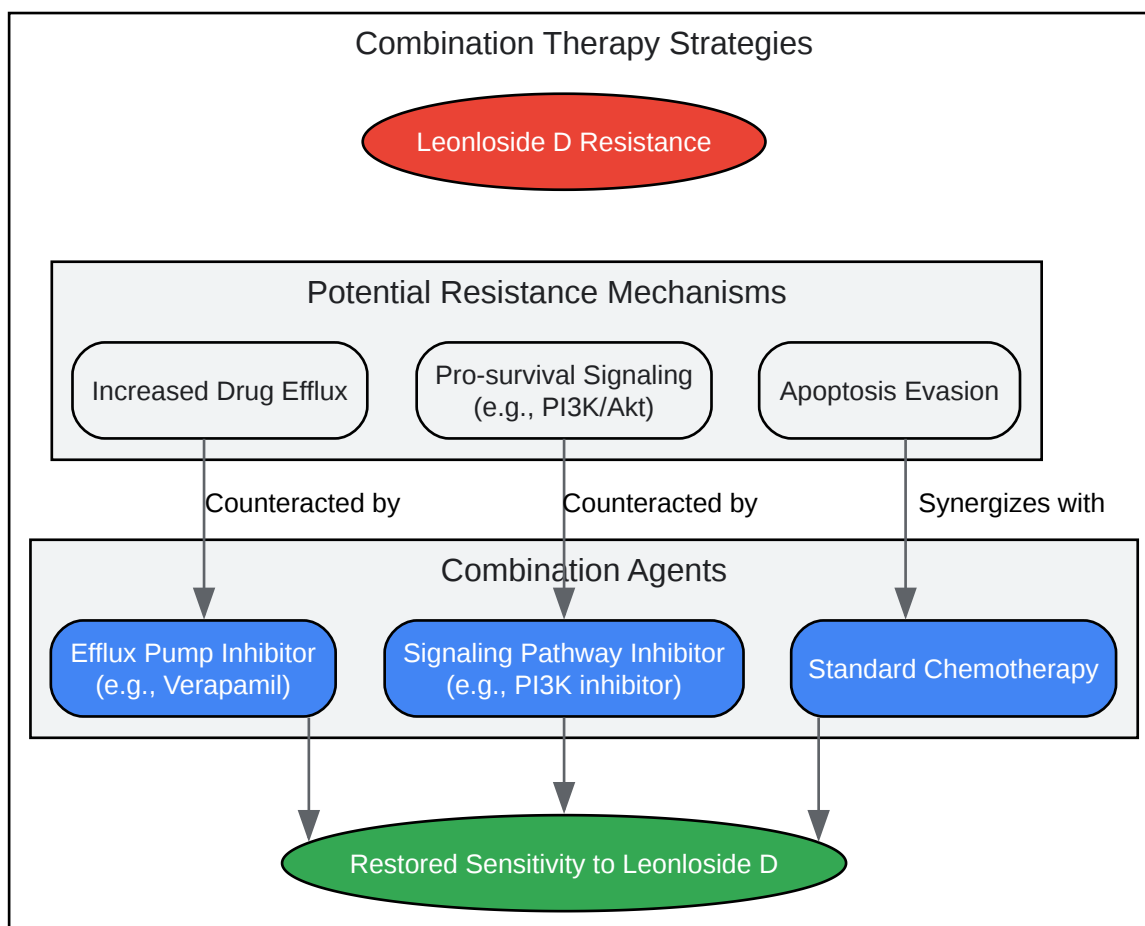 Combination Therapy Strategies
Leonloside D Resistance
Potential Resistance Mechanisms
Increased Drug Efflux
Pro-survival Signaling
(e.g., PI3K/Akt)
Apoptosis Evasion
Counteracted by
Counteracted by
Synergizes with
Combination Agents
Efflux Pump Inhibitor
(e.g., Verapamil)
Signaling Pathway Inhibitor
(e.g., PI3K inhibitor)
Standard Chemotherapy
Restored Sensitivity to Leonloside D